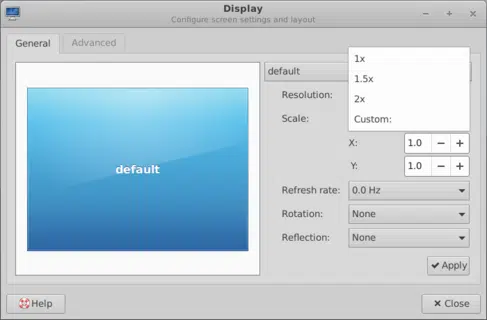 Display
Configure screen settings and layout
General
Advanced
default
default
Resolution:
Scale:
1x
1.5x
2x
Custom:
X: 1.0
Y: 1.0
Refresh rate: 0.0 Hz
Rotation: None
Reflection: None
Apply
Help
Close